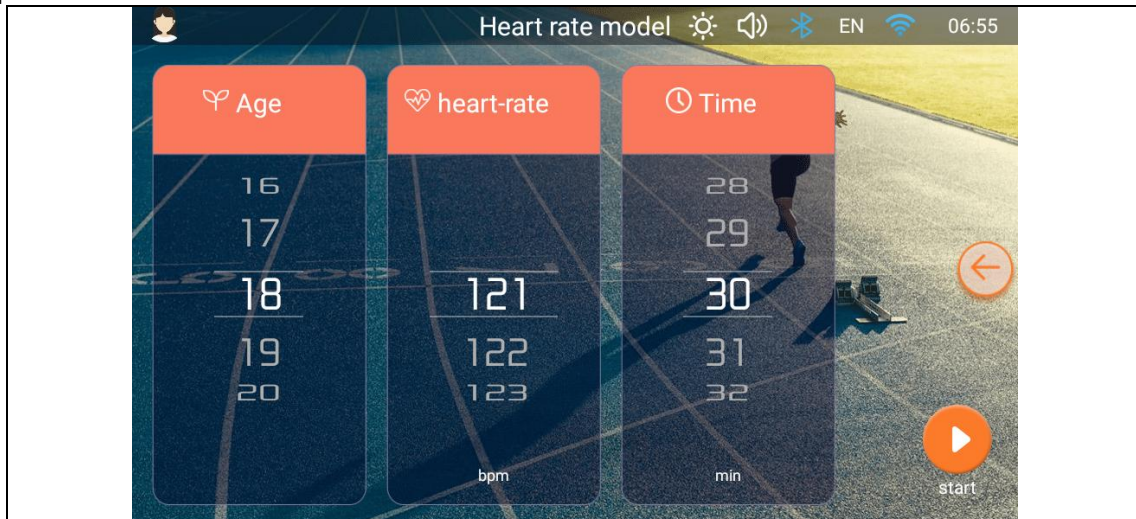 Heart rate model EN 06:55
Age
16
17
18
19
20
heart-rate
121
122
123
bpm
Time
28
29
30
31
32
min
start